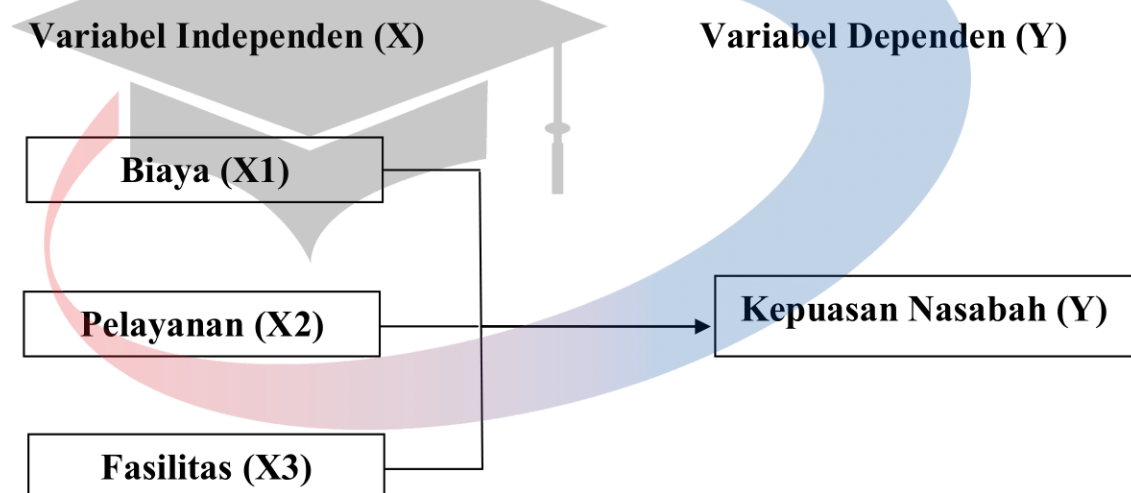 Variabel Independen (X)
Variabel Dependen (Y)
Biaya (X1)
Pelayanan (X2)
Kepuasan Nasabah (Y)
Fasilitas (X3)